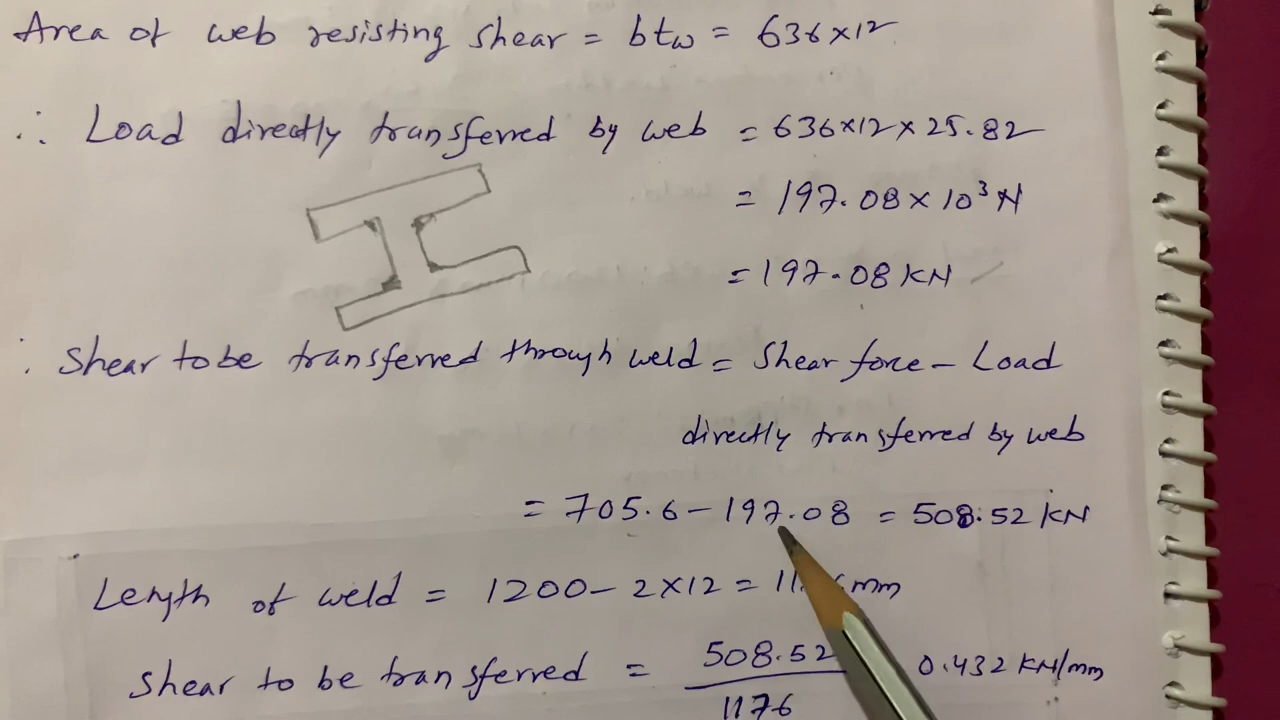 Area of web resisting shear = btw = 636×12
∴ Load directly transferred by web = 636×12×25.82
= 197.08×10³N
= 197.08 KN
∴ Shear to be transferred through weld = Shear force - Load
directly transferred by web
= 705.6 - 197.08 = 508.52 KN
Length of weld = 1200 - 2×12 = mm
Shear to be transferred = 508.52
1176
0.432 KN/mm